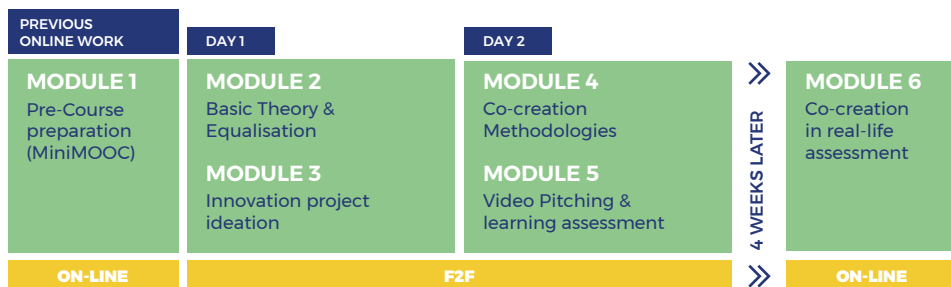 PREVIOUS
ONLINE WORK
MODULE 1
Pre-Course
preparation
(MiniMOOC)
ON-LINE
DAY 1
MODULE 2
Basic Theory &
Equalisation
MODULE 3
Innovation project
ideation
DAY 2
MODULE 4
Co-creation
Methodologies
MODULE 5
Video Pitching &
learning assessment
F2F
4 WEEKS LATER
MODULE 6
Co-creation
in real-life
assessment
ON-LINE